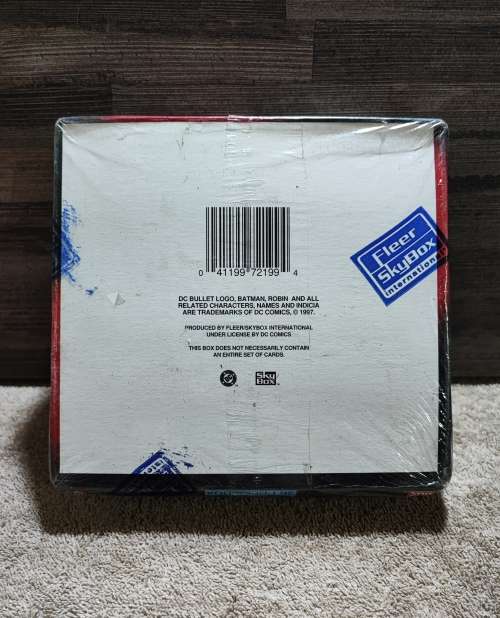 Fleer
SkyBox
International
0 41199 72199 4
DC BULLET LOGO, BATMAN, ROBIN AND ALL
RELATED CHARACTERS, NAMES AND INDICIA
ARE TRADEMARKS OF DC COMICS, © 1997.
PRODUCED BY FLEER/SKYBOX INTERNATIONAL
UNDER LICENSE BY DC COMICS
THIS BOX DOES NOT NECESSARILY CONTAIN
AN ENTIRE SET OF CARDS.
DC
SKY
BOX